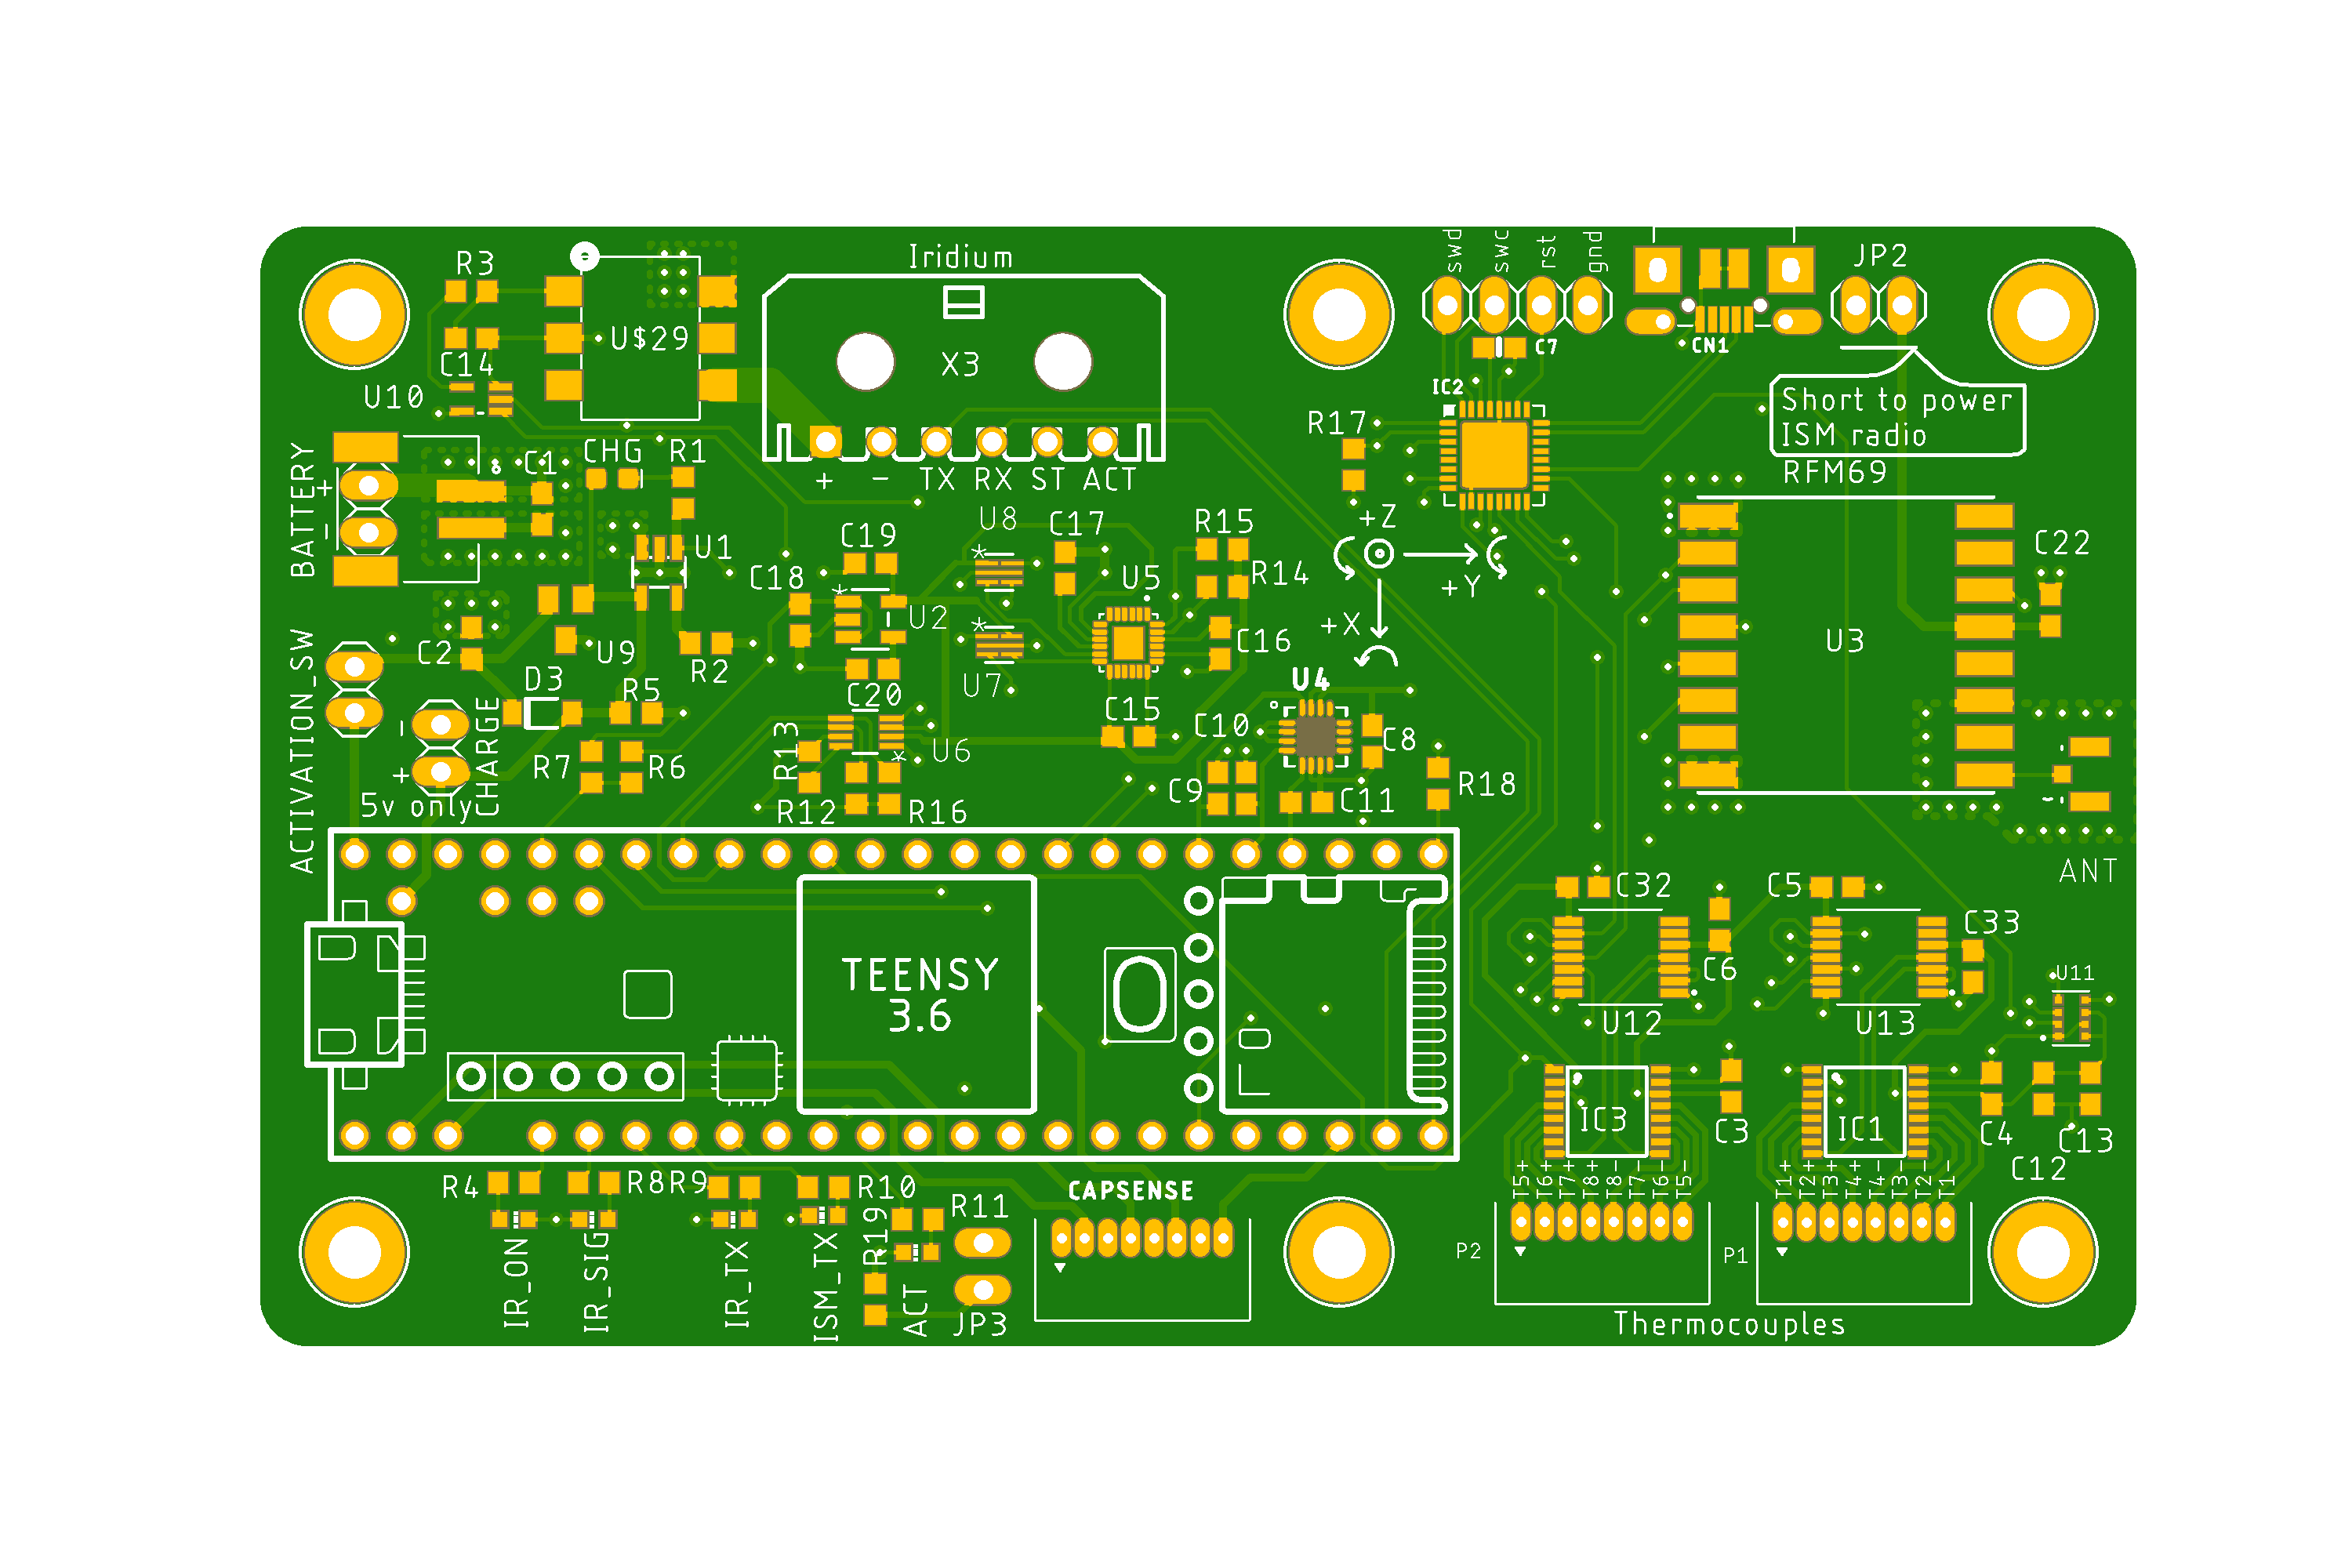 Iridium
swd
swc
rst
gnd
JP2
R3
U$29
X3
C14
C7
CN1
U10
IC2
Short to power
ISM radio
R17
RFM69
BATTERY
+
-
CHG
R1
C1
+
-
TX
RX
ST
ACT
U8
C17
R15
+Z
C19
U1
C22
C18
U5
R14
+Y
*
*
U2
+X
*
C16
U3
ACTIVATION_SW
C2
U9
R2
U7
U4
D3
R5
C20
C15
C10
C8
-
+
CHARGE
R7
R6
R13
U6
*
C9
R18
5v only
R12
R16
C11
ANT
C32
C5
C33
C6
TEENSY
3.6
U11
U12
U13
IC3
IC1
C3
C4
C13
C12
T5+
T6+
T7+
T8+
T8-
T7-
T6-
T5-
T1+
T2+
T3+
T4+
T4-
T3-
T2-
T1-
R4
R8
R9
R10
CAPSENSE
R11
R19
P2
P1
IR_ON
IR_SIG
IR_TX
ISM_TX
ACT
JP3
Thermocouples